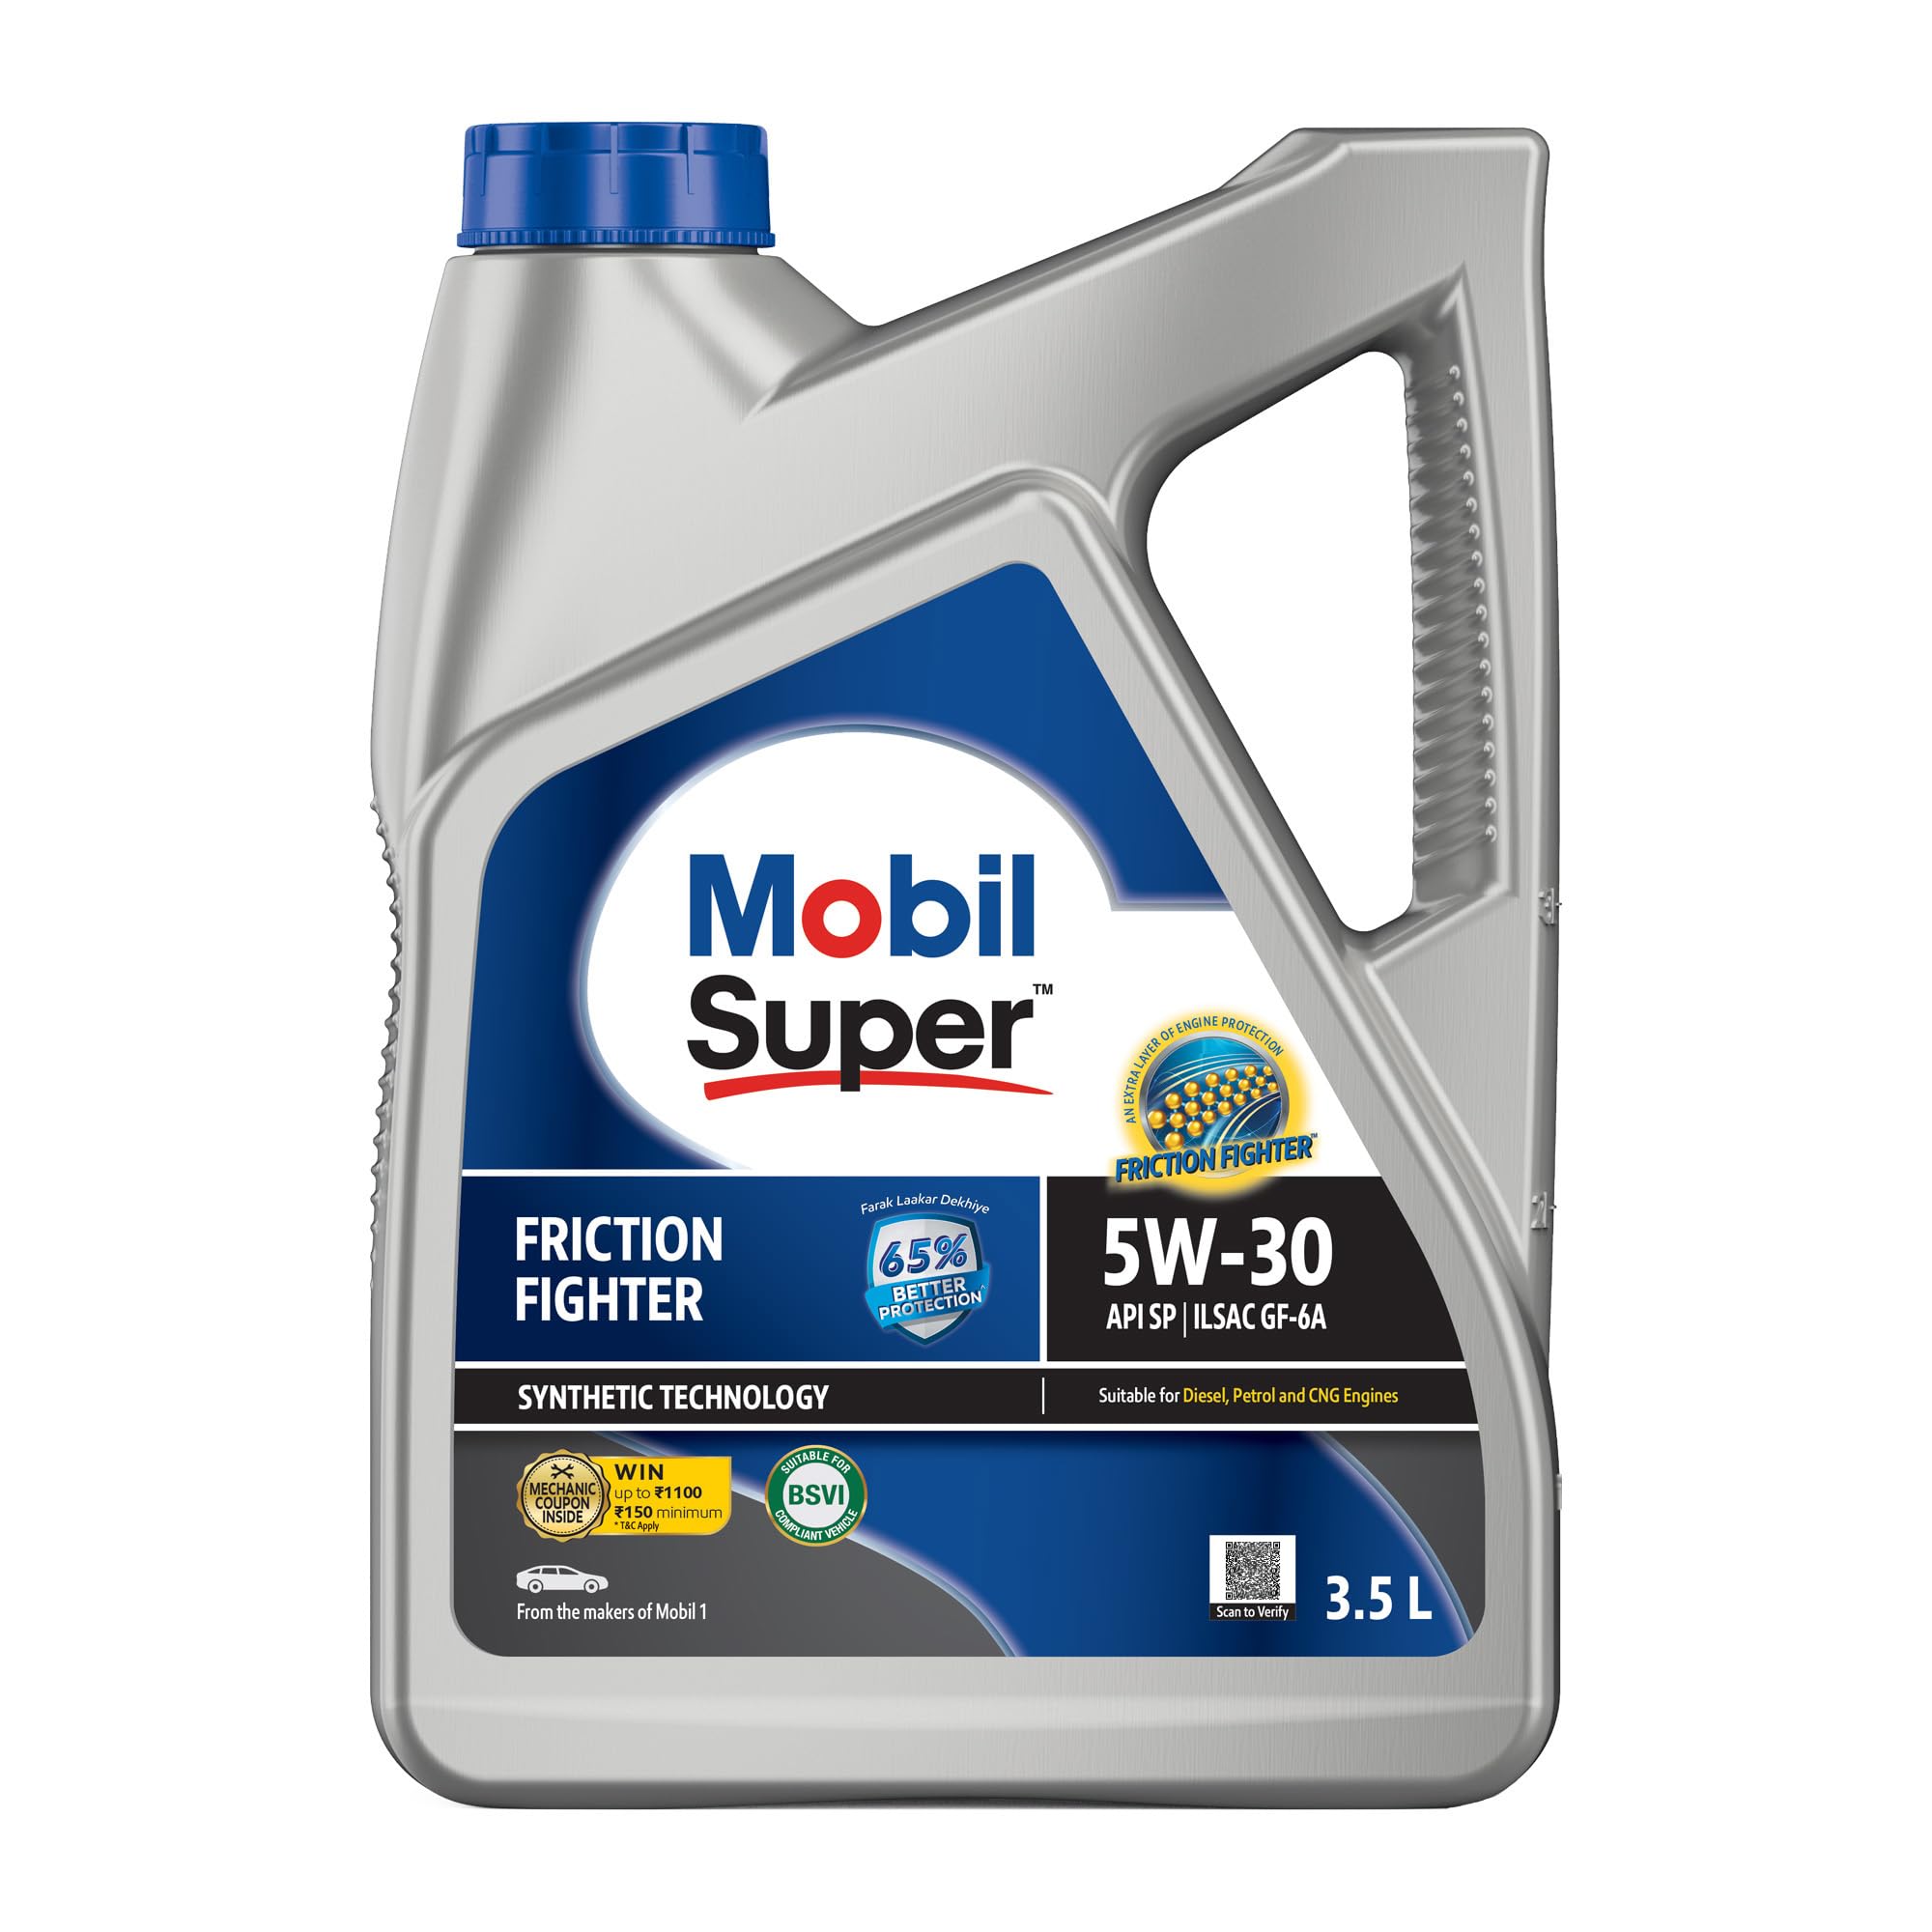 Mobil
Super™
AN EXTRA LAYER OF ENGINE PROTECTION
FRICTION FIGHTER™
FRICTION
FIGHTER
Farak Laakar Dekhiye
65%
BETTER
PROTECTION^
5W-30
API SP | ILSAC GF-6A
SYNTHETIC TECHNOLOGY
Suitable for Diesel, Petrol and CNG Engines
MECHANIC
COUPON
INSIDE
WIN
up to ₹1100
₹150 minimum
* T&C Apply
SUITABLE FOR
BSVI
COMPLIANT VEHICLE
From the makers of Mobil 1
Scan to Verify
3.5 L